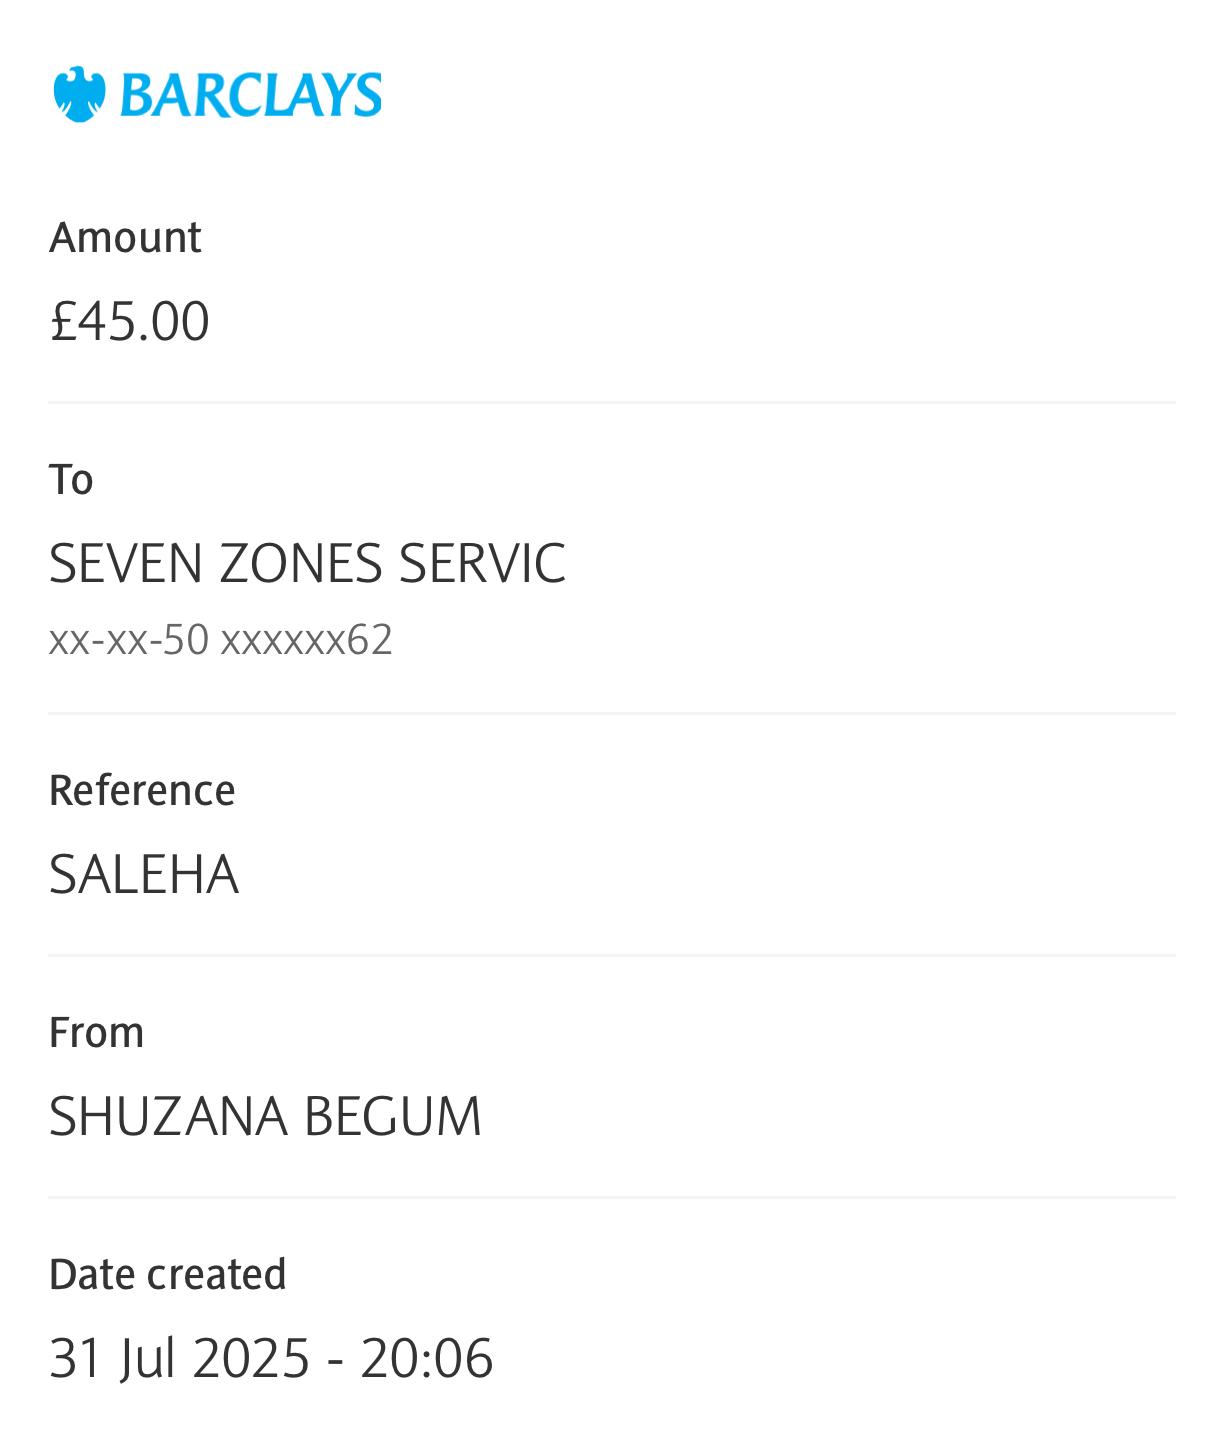 BARCLAYS
Amount
£45.00
To
SEVEN ZONES SERVIC
xx-xx-50 xxxxxx62
Reference
SALEHA
From
SHUZANA BEGUM
Date created
31 Jul 2025 - 20:06